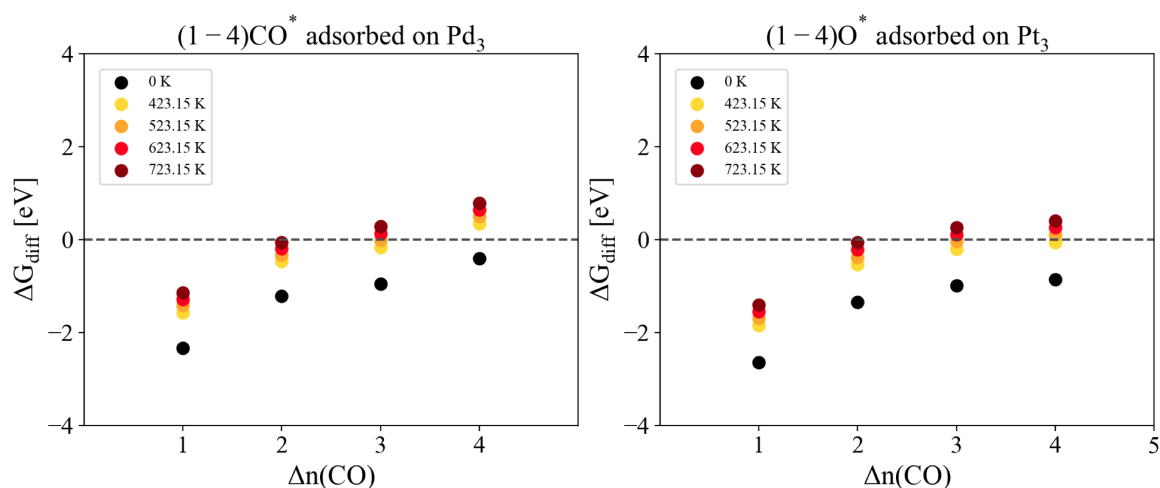 (1 − 4)CO* adsorbed on Pd3
4
2
0
−2
−4
ΔGdiff [eV]
0 K
423.15 K
523.15 K
623.15 K
723.15 K
1 2 3 4
Δn(CO)
(1 − 4)O* adsorbed on Pt3
4
2
0
−2
−4
ΔGdiff [eV]
0 K
423.15 K
523.15 K
623.15 K
723.15 K
1 2 3 4 5
Δn(CO)